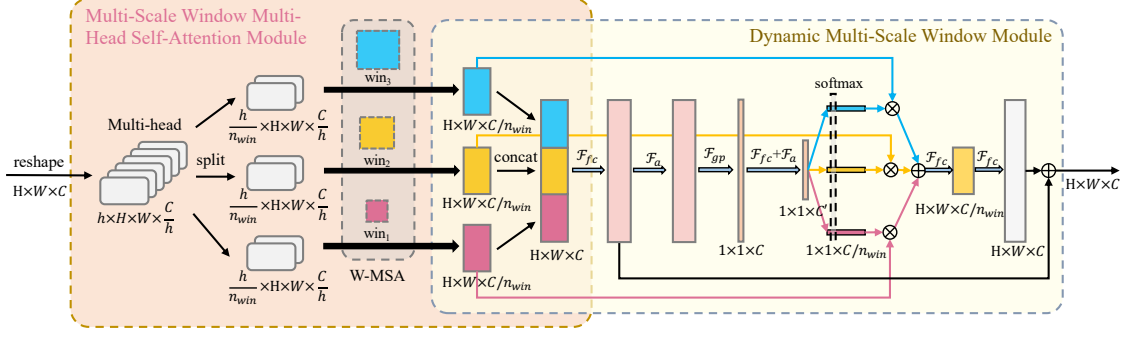 Multi-Scale Window Multi-
Head Self-Attention Module
Dynamic Multi-Scale Window Module
reshape
H×W×C
Multi-head
h×H×W×C/h
split
h/n_win ×H×W×C/h
h/n_win ×H×W×C/h
h/n_win ×H×W×C/h
win₃
win₂
win₁
W-MSA
H×W×C/n_win
H×W×C/n_win
H×W×C/n_win
concat
H×W×C
ℱ_fc
ℱ_a
ℱ_gp
1×1×C
ℱ_fc+ℱ_a
1×1×C'
softmax
1×1×C/n_win
ℱ_fc
H×W×C/n_win
ℱ_fc
H×W×C
H×W×C